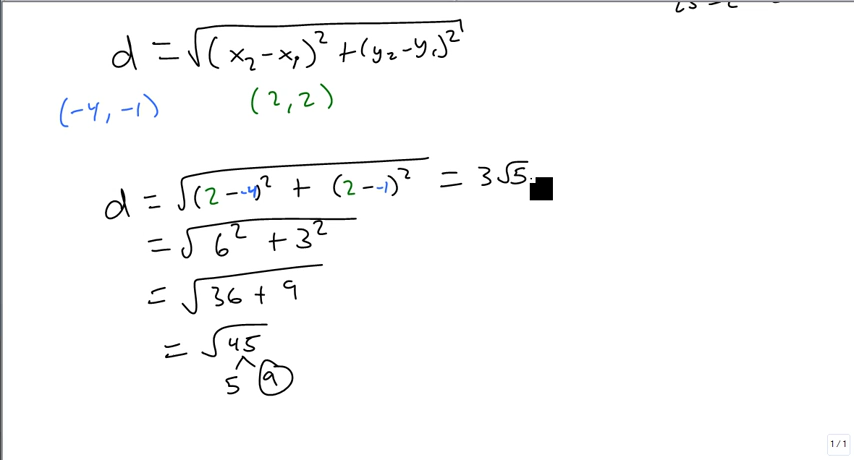 d = √(x₂-x₁)² + (y₂-y₁)²
(-4, -1) (2, 2)
d = √(2--4)² + (2--1)² = 3√5
= √6² + 3²
= √36 + 9
= √45
5 9
1 / 1